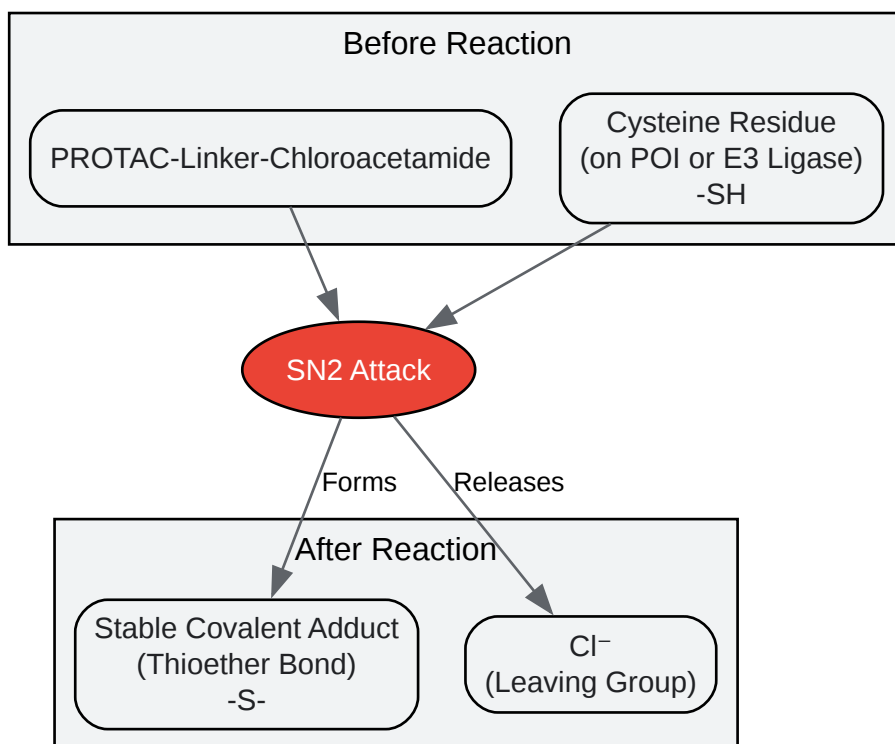 Before Reaction
PROTAC-Linker-Chloroacetamide
Cysteine Residue
(on POI or E3 Ligase)
-SH
SN2 Attack
Forms
Releases
After Reaction
Stable Covalent Adduct
(Thioether Bond)
-S-
Cl⁻
(Leaving Group)